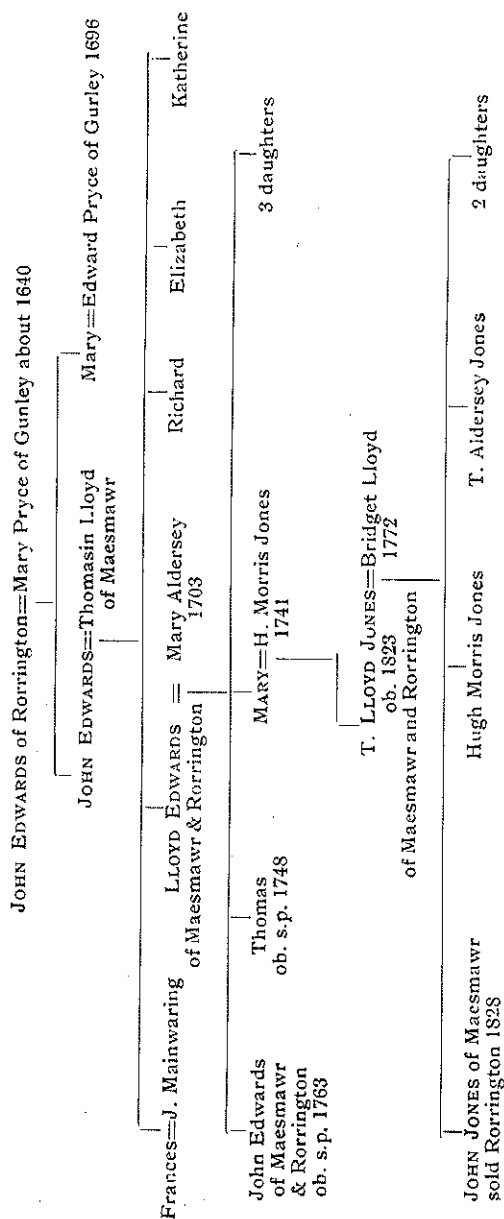 JOHN EDWARDS of Rorrington=Mary Pryce of Gunley about 1640
JOHN EDWARDS=Thomasin Lloyd
of Maesmawr
Mary=Edward Pryce of Gurley 1696
Frances=J. Mainwaring
LLOYD EDWARDS = Mary Aldersey
of Maesmawr & Rorrington
1703
Richard
Elizabeth
Katherine
John Edwards
of Maesmawr
& Rorrington
ob. s.p. 1763
Thomas
ob. s.p. 1748
MARY=H. Morris Jones
1741
3 daughters
T. LLOYD JONES=Bridget Lloyd
ob. 1823
1772
of Maesmawr and Rorrington
JOHN JONES of Maesmawr
sold Rorrington 1828
Hugh Morris Jones
T. Aldersey Jones
2 daughters